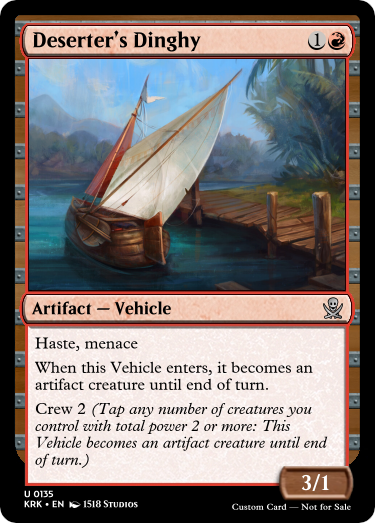 Deserter's Dinghy 1
Artifact — Vehicle
Haste, menace
When this Vehicle enters, it becomes an
artifact creature until end of turn.
Crew 2 (Tap any number of creatures you
control with total power 2 or more: This
Vehicle becomes an artifact creature until end
of turn.)
3/1
U 0135
KRK • EN 1518 Studios
Custom Card — Not for Sale